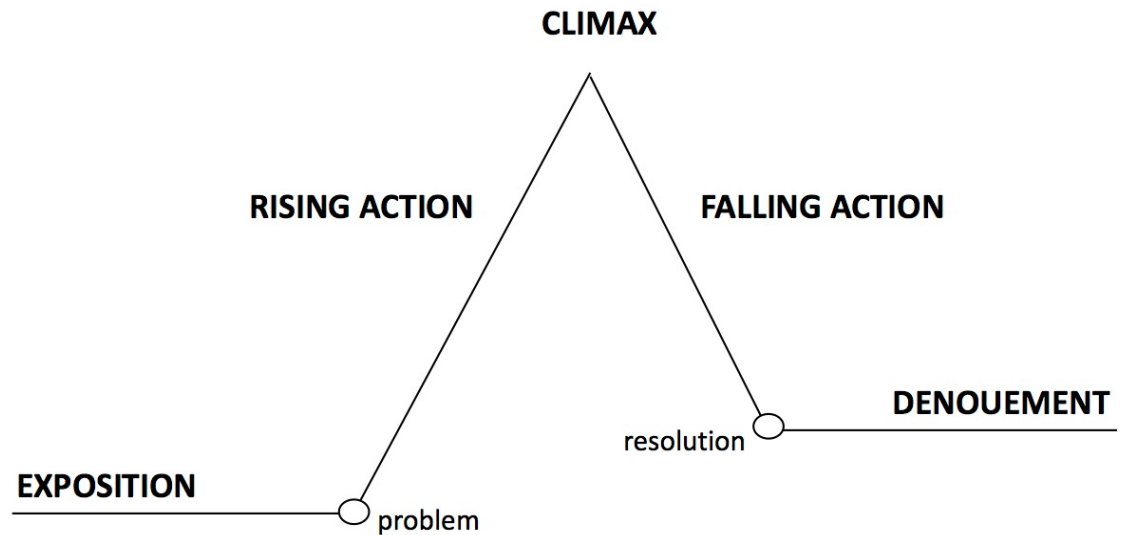 CLIMAX
RISING ACTION
FALLING ACTION
DENOUEMENT
resolution
EXPOSITION
problem